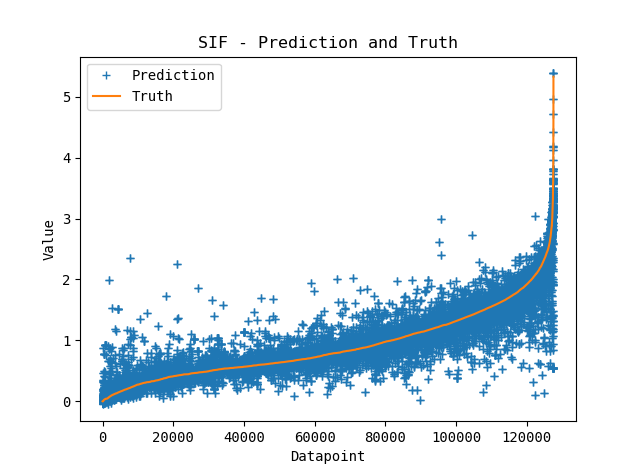 SIF - Prediction and Truth
Prediction
Truth
5
4
3
2
1
0
Value
0 20000 40000 60000 80000 100000 120000
Datapoint